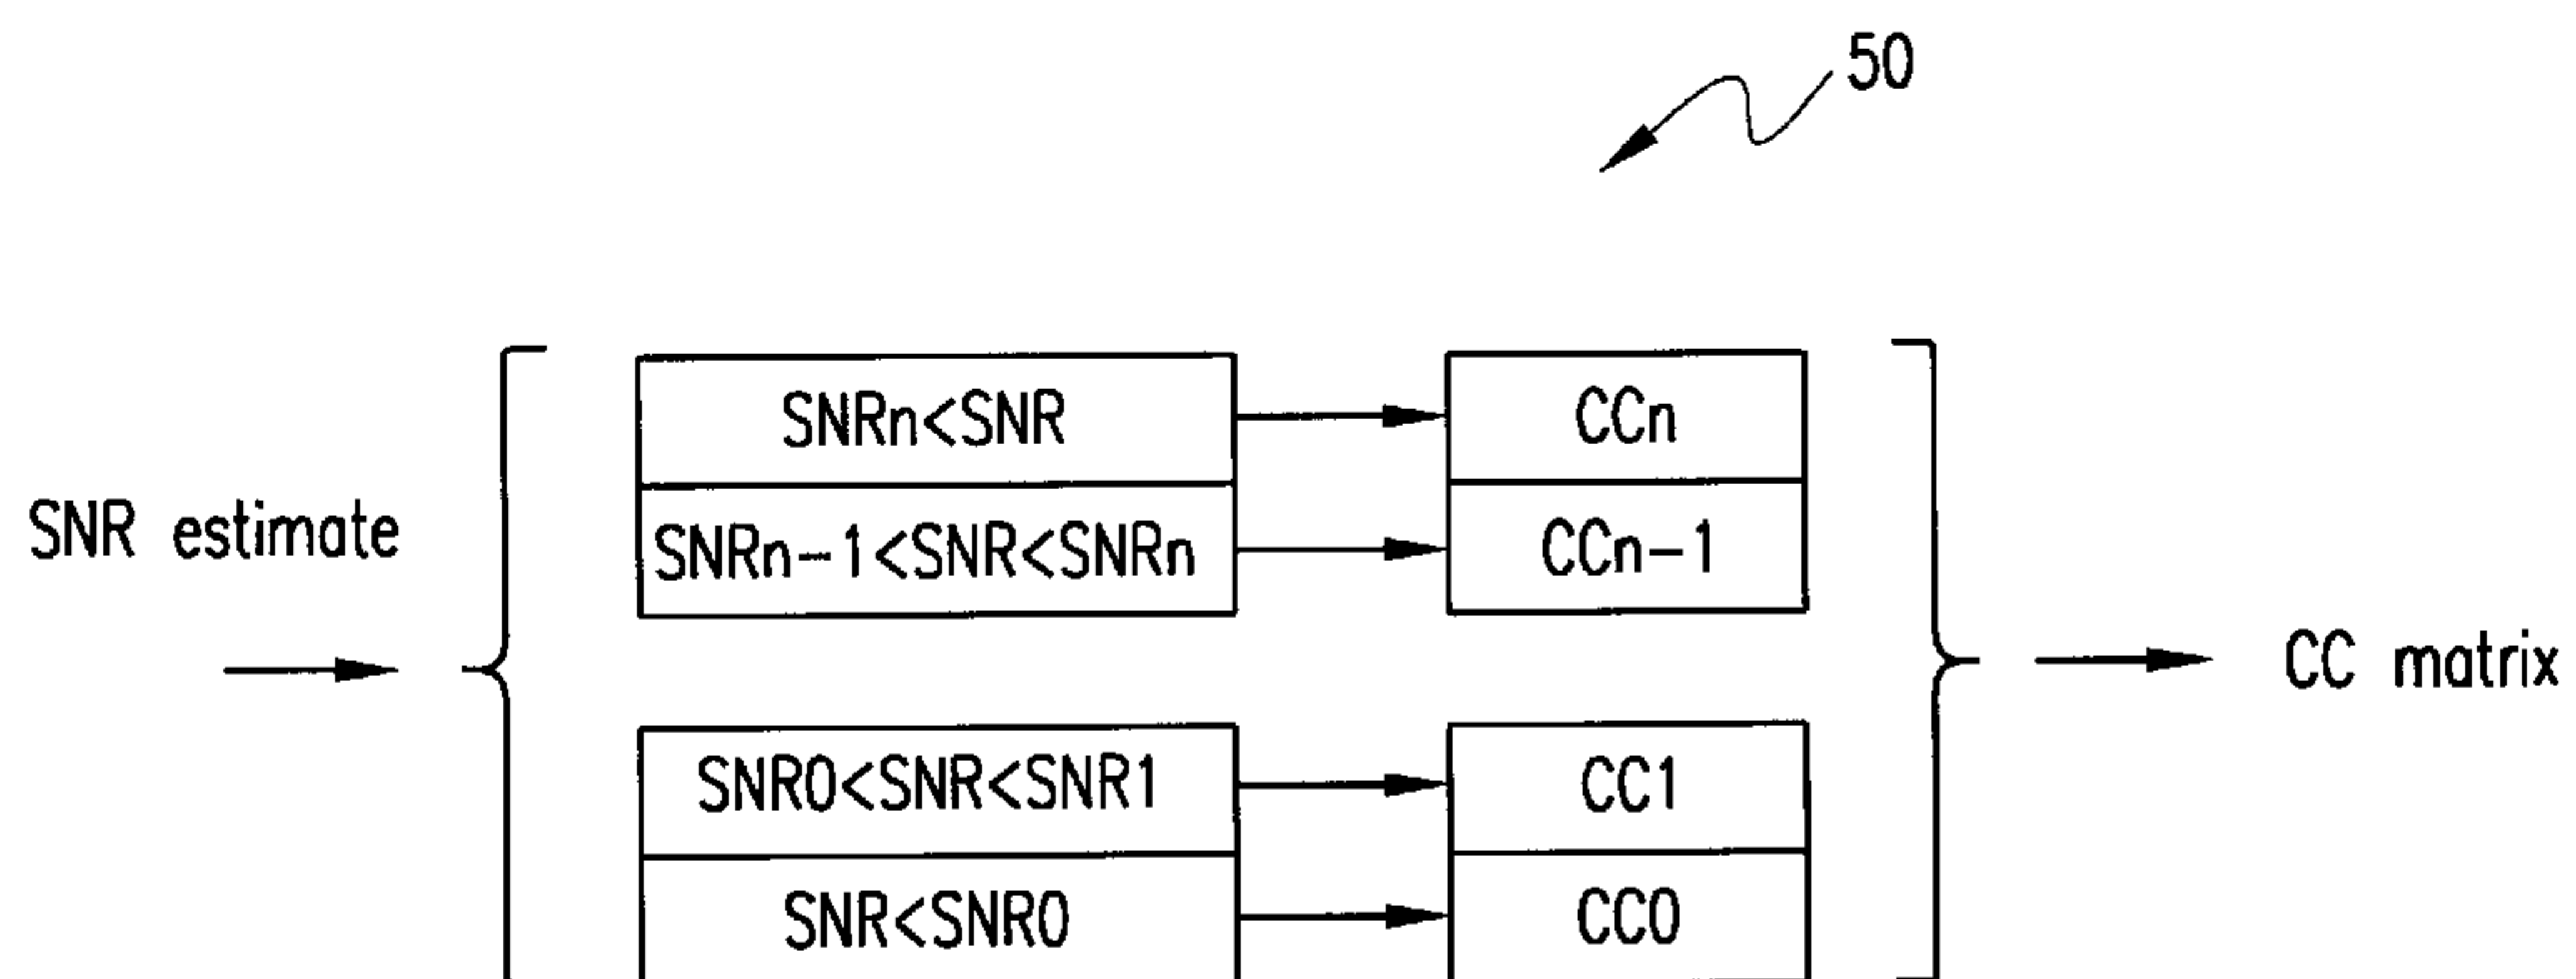 50
SNRn<SNR
CCn
SNR estimate
SNRn-1<SNR<SNRn
CCn-1
CC matrix
SNR0<SNR<SNR1
CC1
SNR<SNR0
CC0